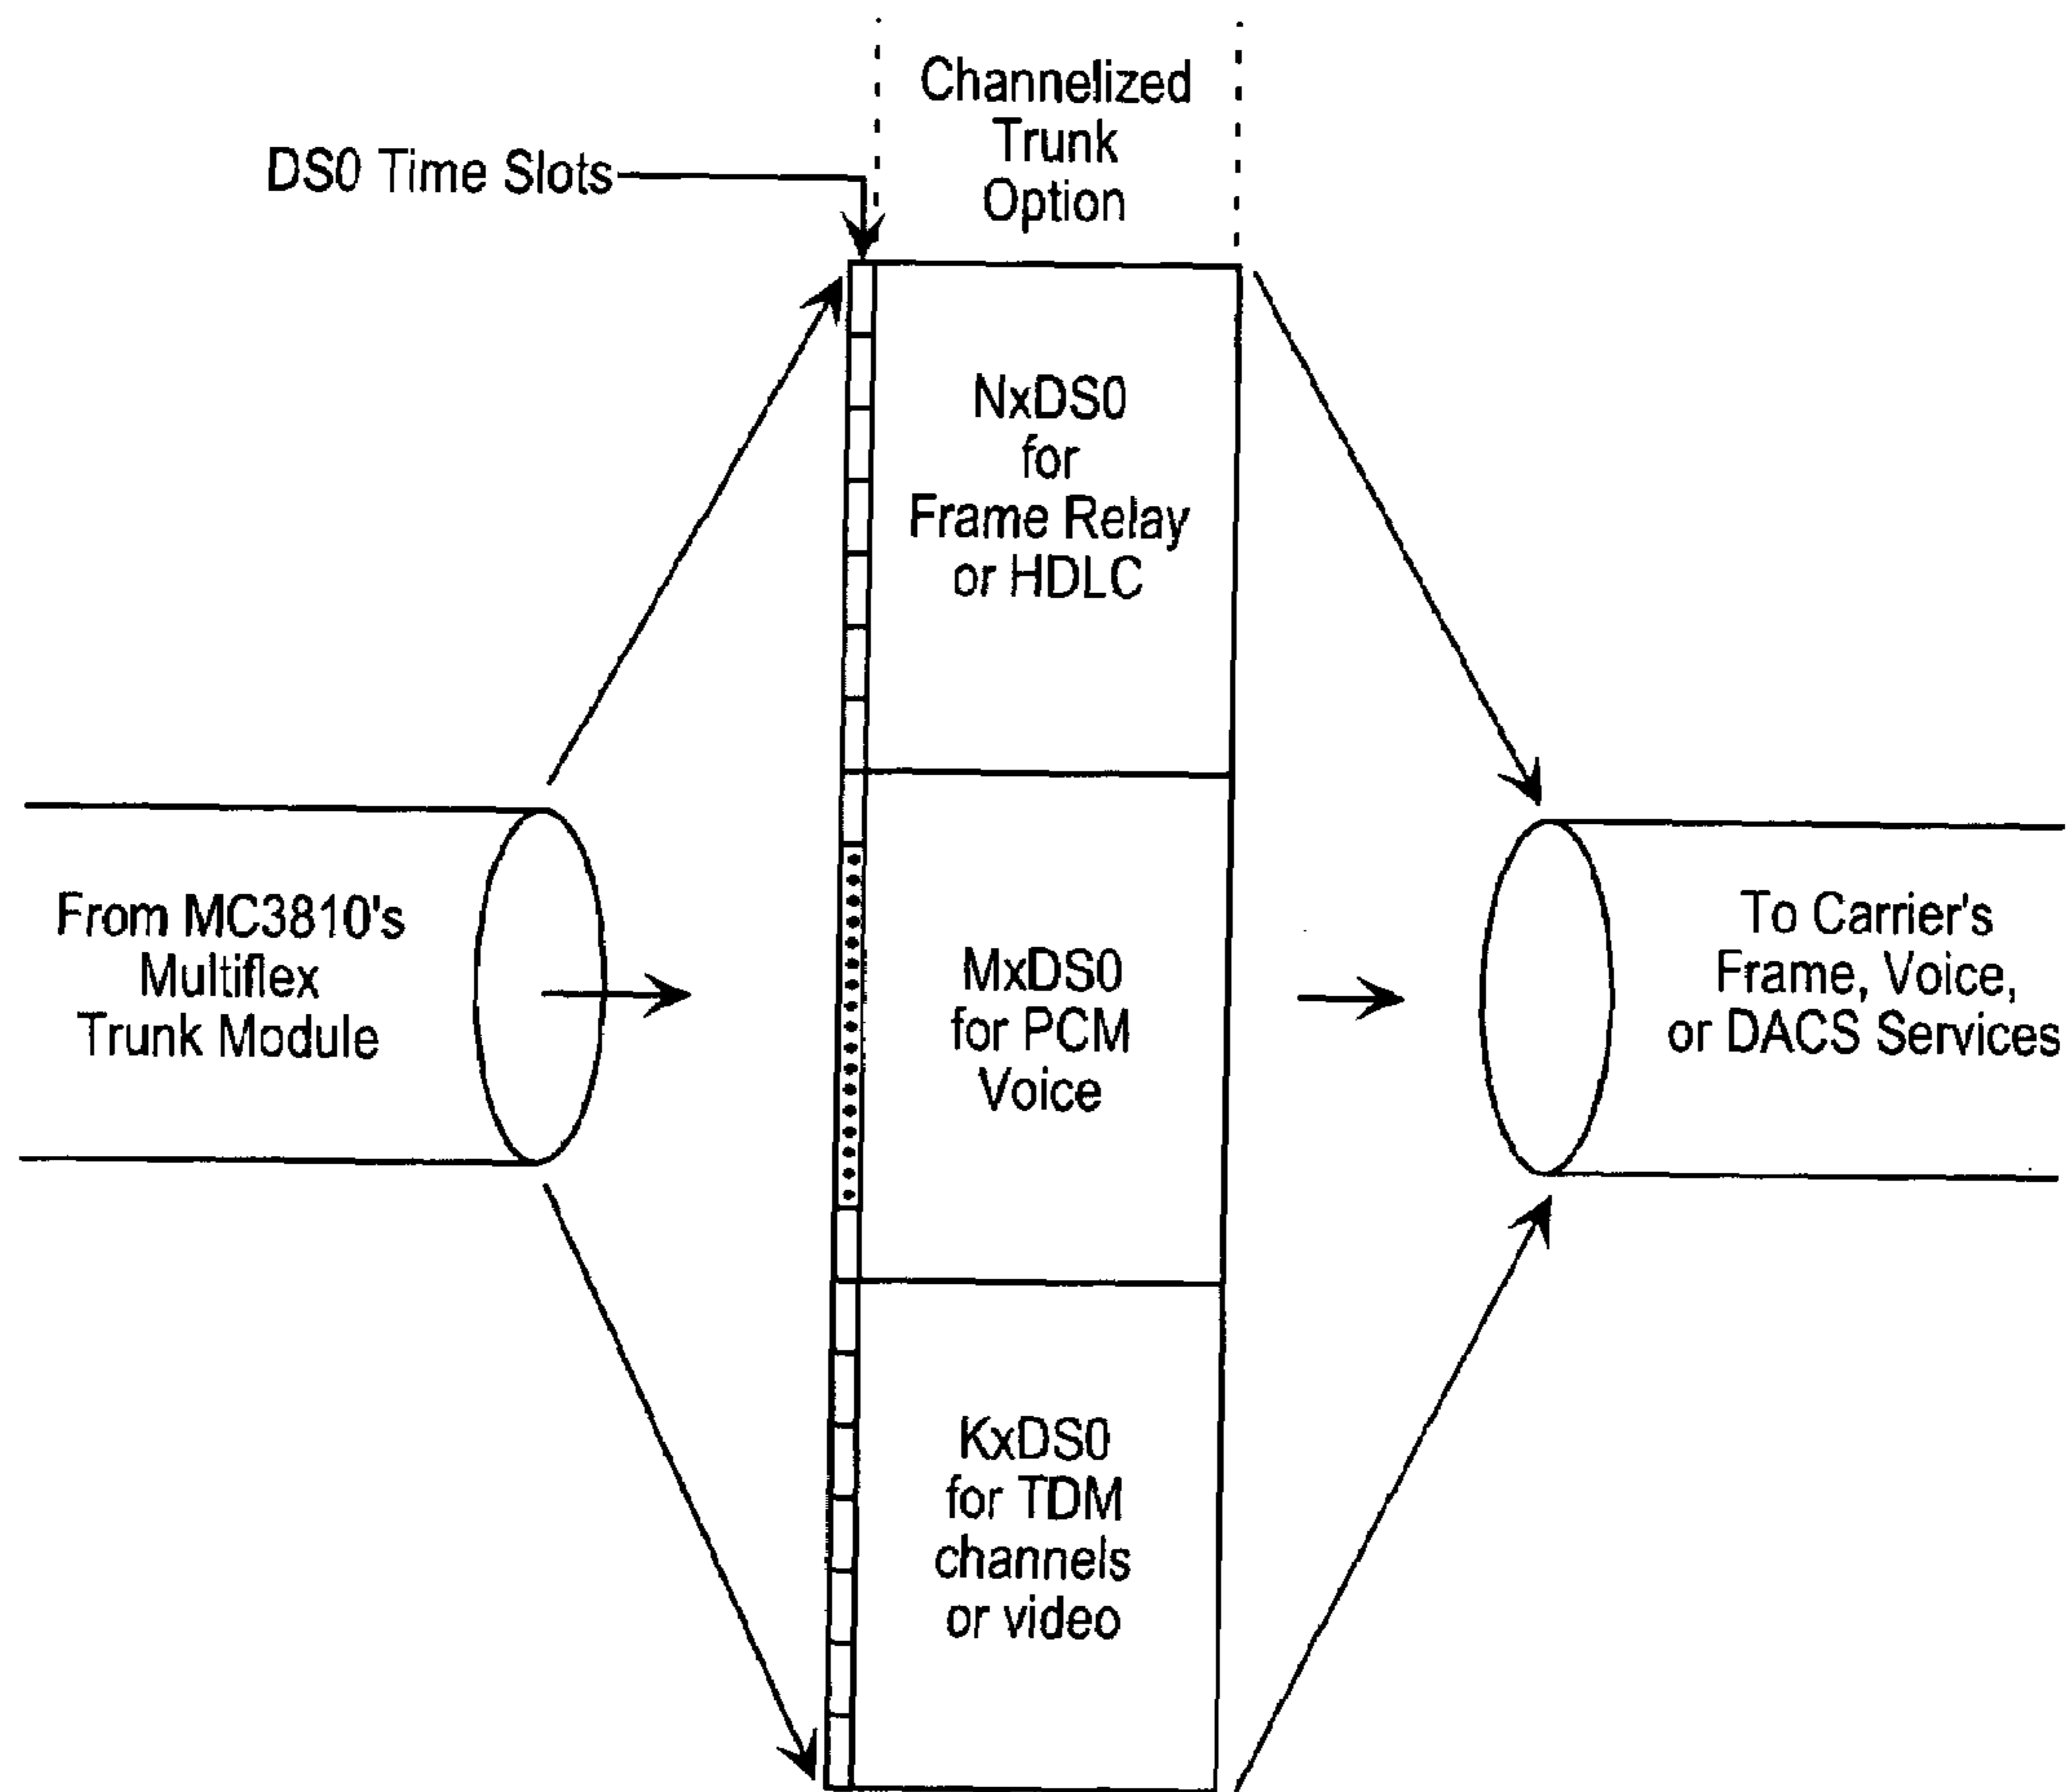 Channelized
Trunk
Option
DS0 Time Slots
NxDS0
for
Frame Relay
or HDLC
From MC3810's
Multiflex
Trunk Module
MxDS0
for PCM
Voice
To Carrier's
Frame, Voice,
or DACS Services
KxDS0
for TDM
channels
or video